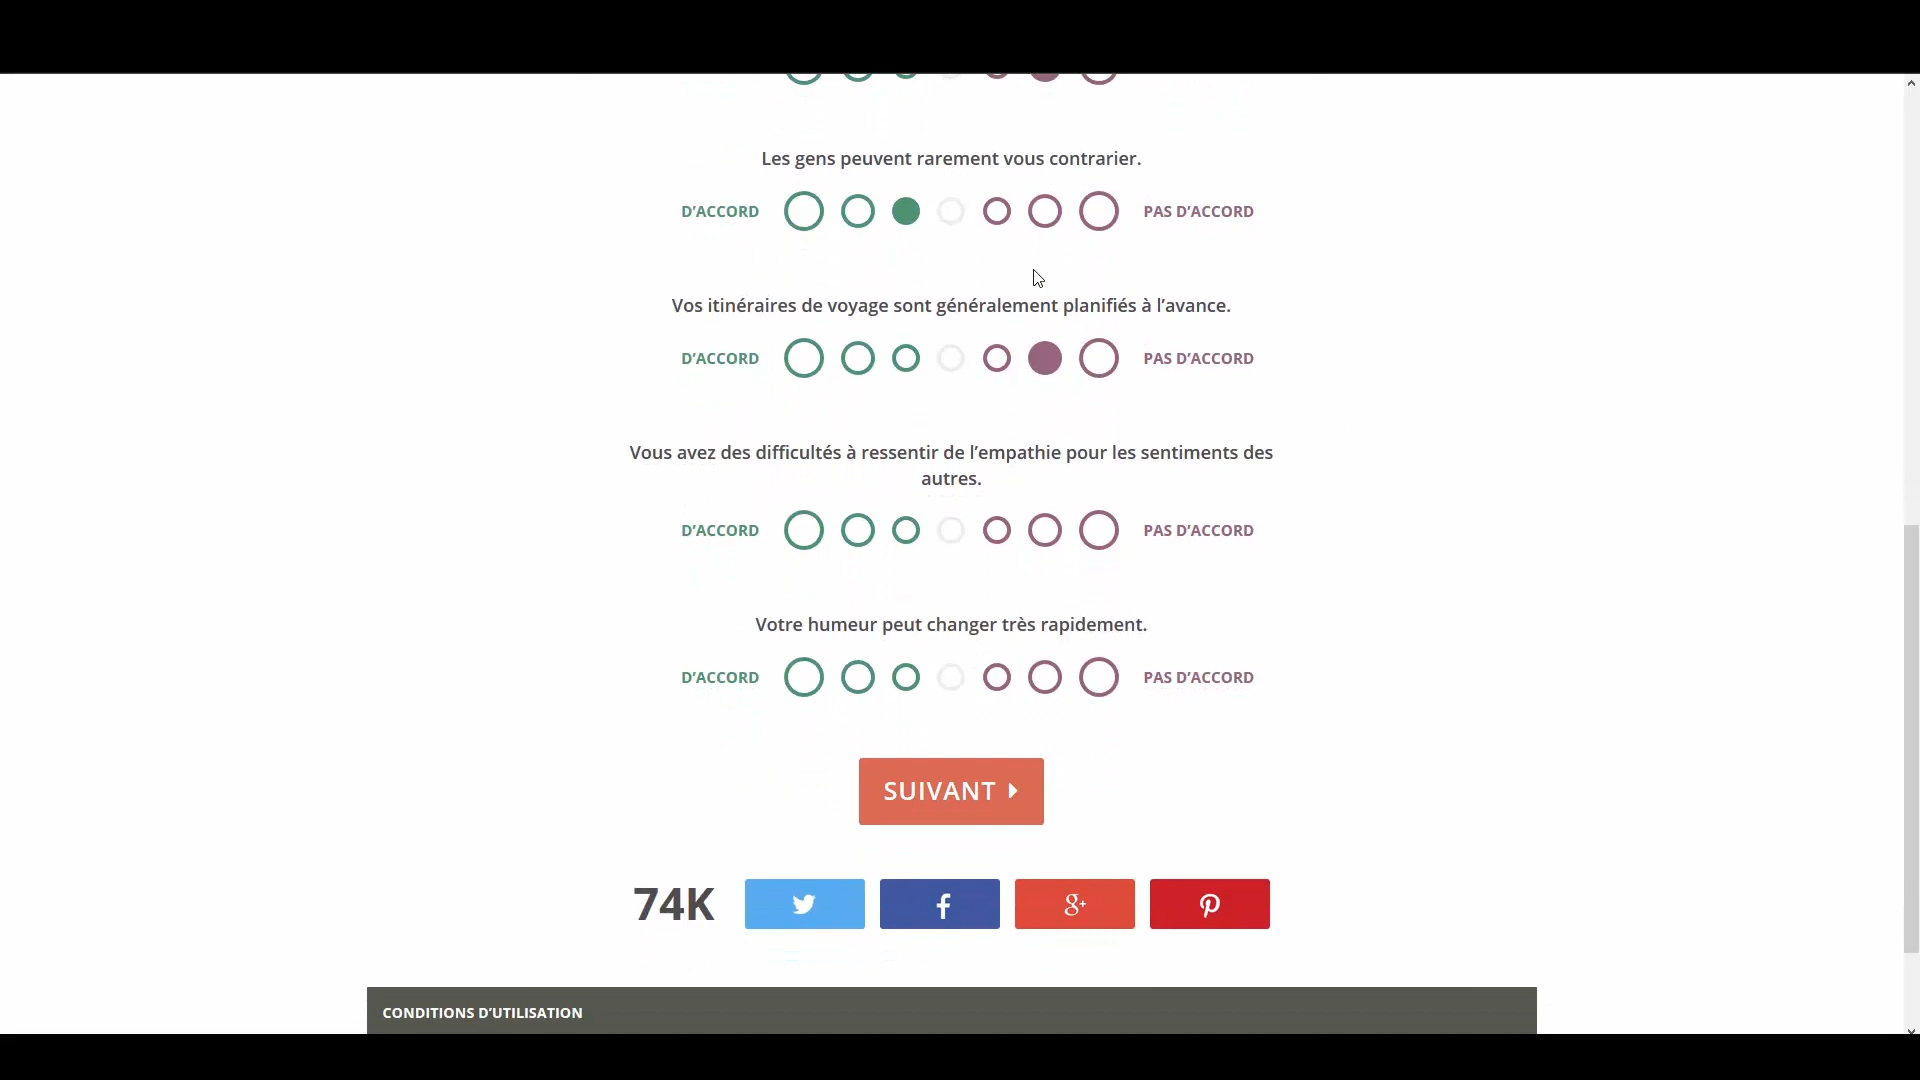 Les gens peuvent rarement vous contrarier.
D’ACCORD PAS D’ACCORD
Vos itinéraires de voyage sont généralement planifiés à l’avance.
D’ACCORD PAS D’ACCORD
Vous avez des difficultés à ressentir de l’empathie pour les sentiments des
autres.
D’ACCORD PAS D’ACCORD
Votre humeur peut changer très rapidement.
D’ACCORD PAS D’ACCORD
SUIVANT
74K
CONDITIONS D’UTILISATION